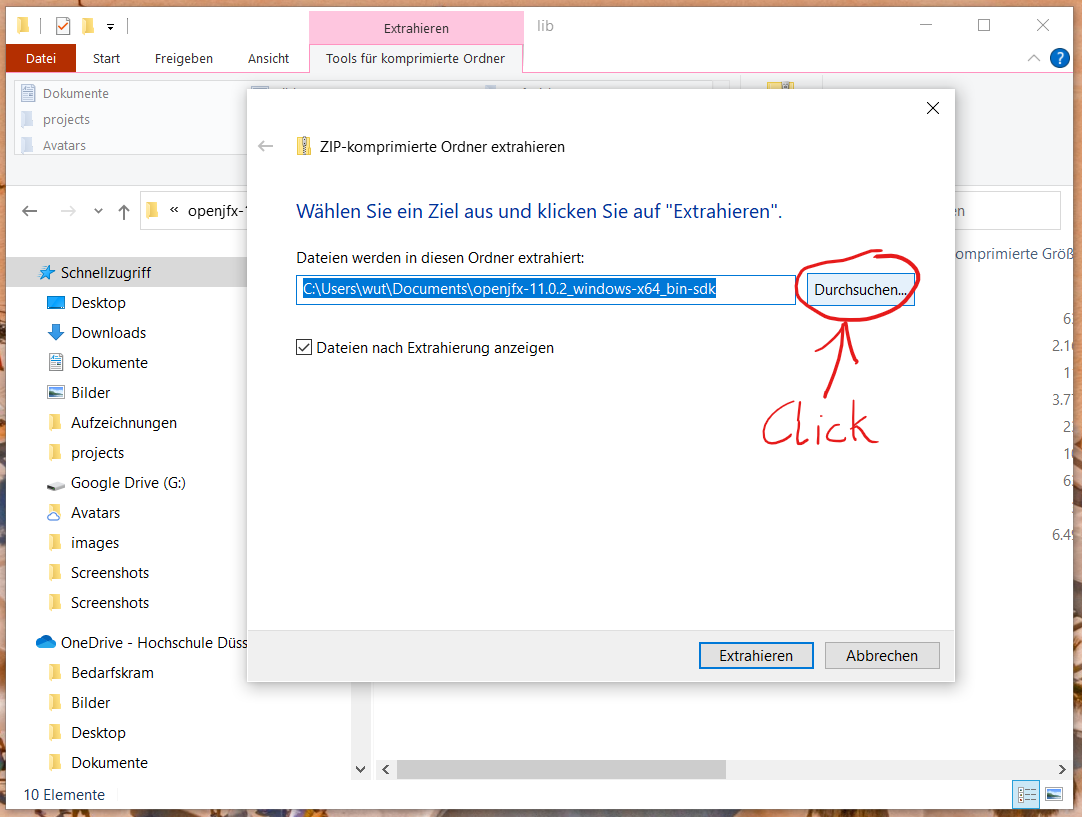 Extrahieren
lib
Datei
Start
Freigeben
Ansicht
Tools für komprimierte Ordner
?
Dokumente
projects
Avatars
ZIP-komprimierte Ordner extrahieren
« openjfx-1
en
Wählen Sie ein Ziel aus und klicken Sie auf "Extrahieren".
Dateien werden in diesen Ordner extrahiert:
omprimierte Größ
C:\Users\wut\Documents\openjfx-11.0.2_windows-x64_bin-sdk
Durchsuchen...
Dateien nach Extrahierung anzeigen
Click
Schnellzugriff
Desktop
Downloads
Dokumente
Bilder
Aufzeichnungen
projects
Google Drive (G:)
Avatars
images
Screenshots
Screenshots
OneDrive - Hochschule Düss
Bedarfskram
Bilder
Desktop
Dokumente
2.1
1
3.7
6.4
Extrahieren
Abbrechen
10 Elemente